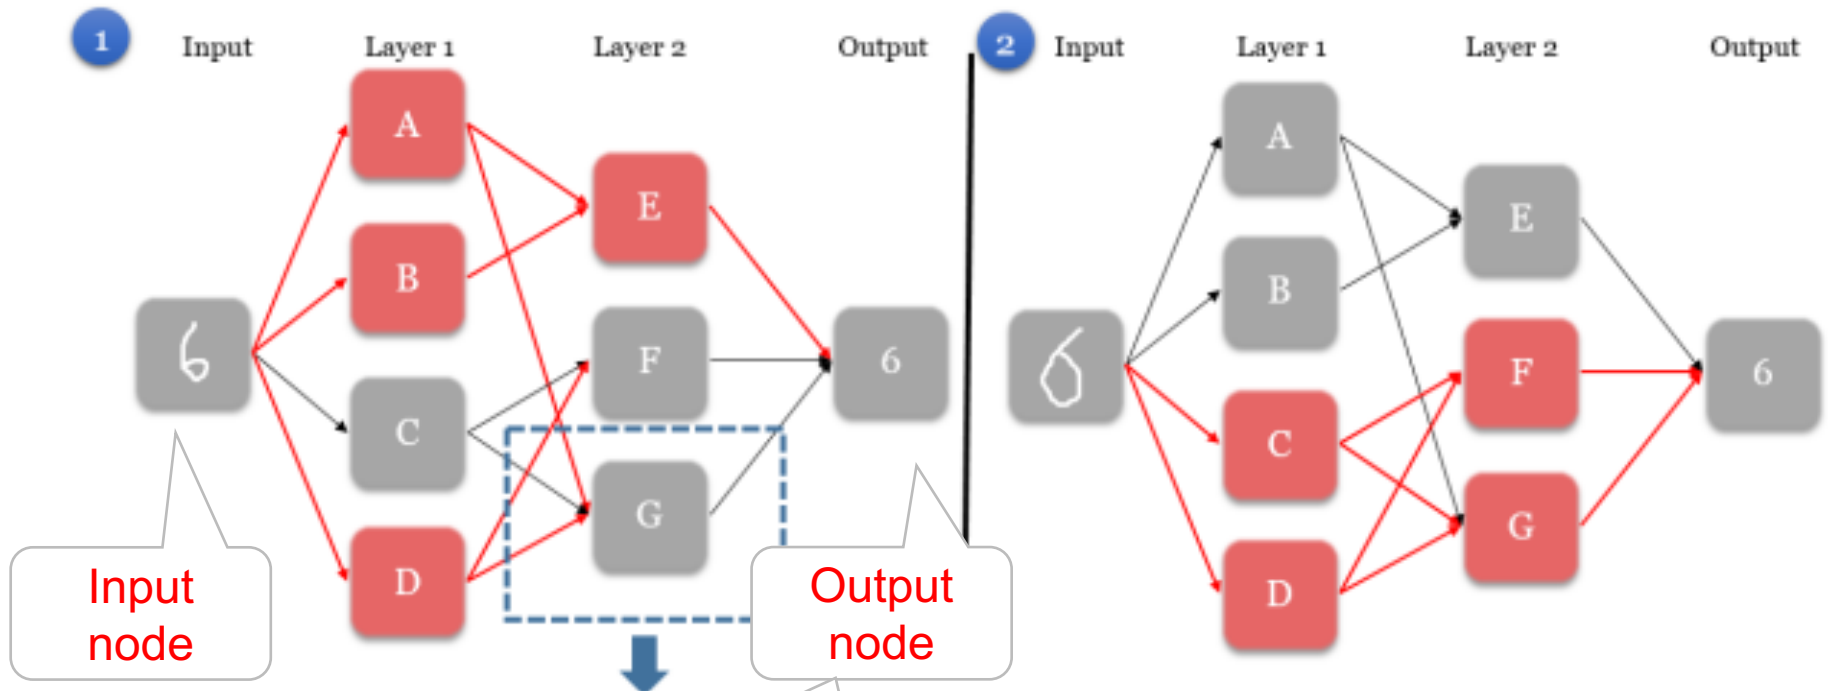 1
Input Layer 1 Layer 2 Output
A
B
C
D
E
F
G
6
6
Input
node
Output
node
2
Input Layer 1 Layer 2 Output
A
B
C
D
E
F
G
6
6